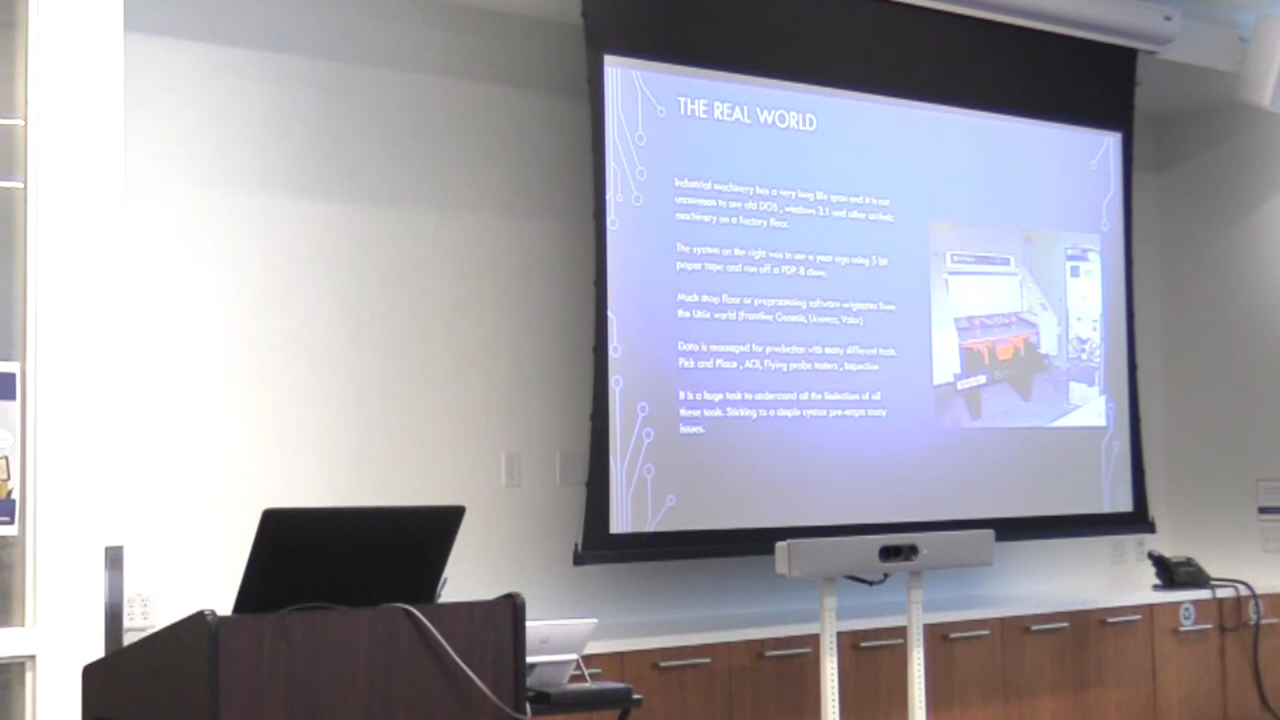 THE REAL WORLD
Industrial machinery has a very long life span and it is not
uncommon to see old DOS , windows 3.1 and other archaic
machinery on a factory floor.
The system on the right was in use a year ago using 5 bit
paper tape and run off a PDP-8 clone.
Much shop floor or preprocessing software originates from
the Unix world (Frontline Genesis, Ucamco, Valor)
Data is massaged for production with many different tools.
Pick and Place , AOI, Flying probe testers , Inspection
It is a huge task to understand all the limitations of all
these tools. Sticking to a simple syntax pre-empts many
issues.